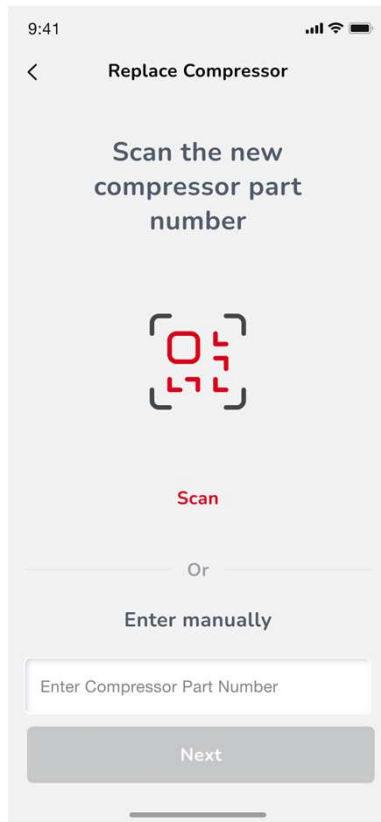 9:41
Replace Compressor
Scan the new
compressor part
number
Scan
Or
Enter manually
Enter Compressor Part Number
Next